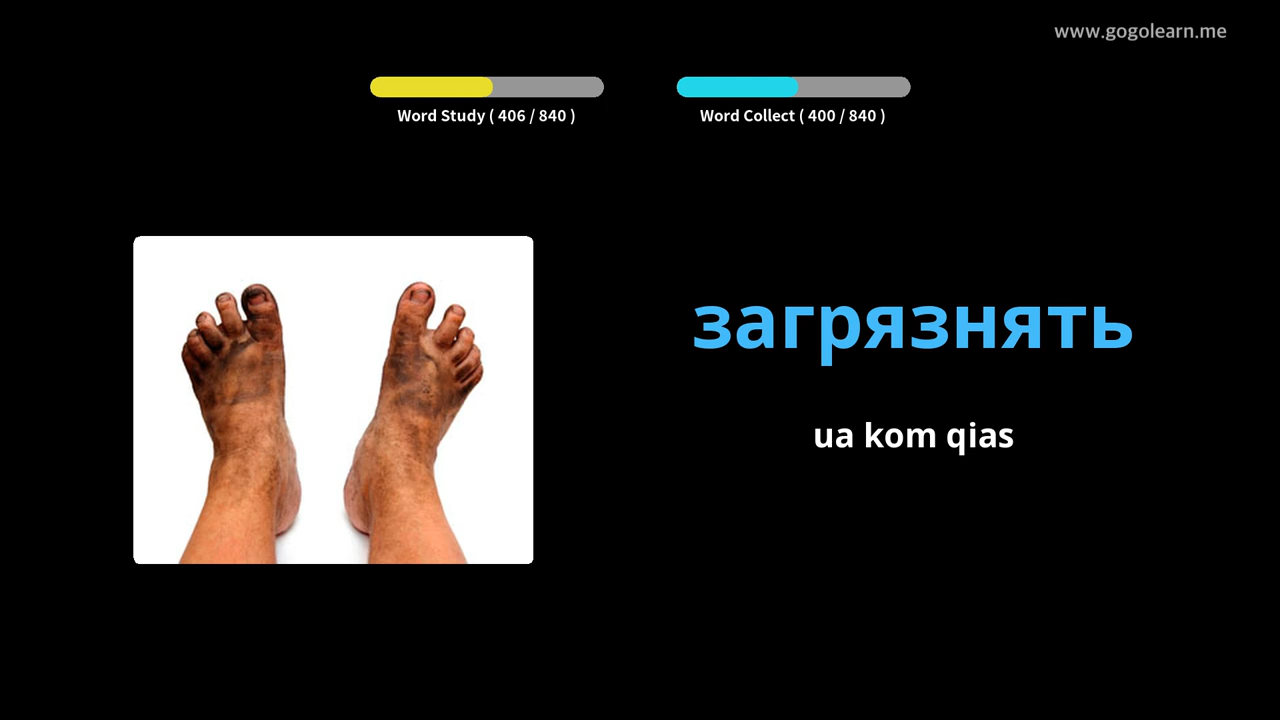 www.gogolearn.me
Word Study ( 406 / 840 )
Word Collect ( 400 / 840 )
загрязнять
ua kom qias